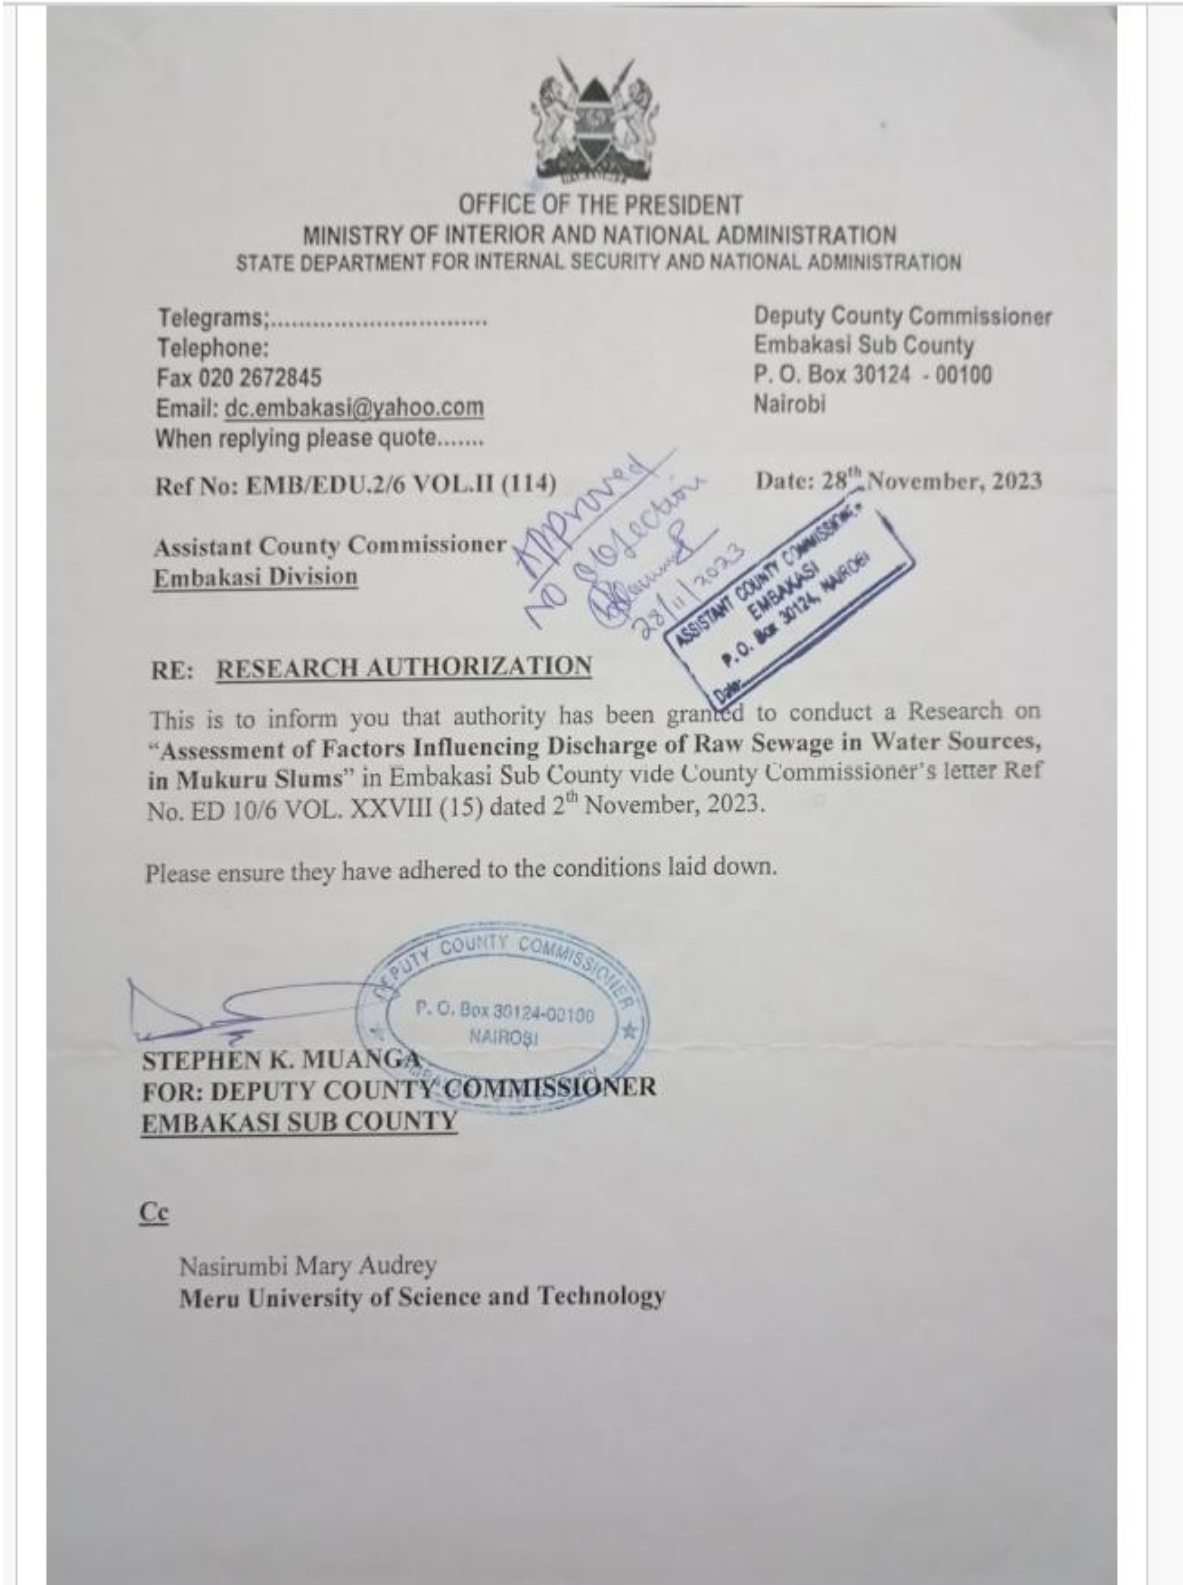 OFFICE OF THE PRESIDENT
MINISTRY OF INTERIOR AND NATIONAL ADMINISTRATION
STATE DEPARTMENT FOR INTERNAL SECURITY AND NATIONAL ADMINISTRATION
Telegrams;...............................
Telephone:
Fax 020 2672845
Email: dc.embakasi@yahoo.com
When replying please quote.......
Deputy County Commissioner
Embakasi Sub County
P. O. Box 30124 - 00100
Nairobi
Ref No: EMB/EDU.2/6 VOL.II (114)
Date: 28th November, 2023
Assistant County Commissioner
Embakasi Division
Approved
NO objection
28/11/2023
ASSISTANT COUNTY COMMISSIONER
EMBAKASI
P. O. Box 30124, NAIROBI
Date
RE: RESEARCH AUTHORIZATION
This is to inform you that authority has been granted to conduct a Research on
“Assessment of Factors Influencing Discharge of Raw Sewage in Water Sources,
in Mukuru Slums” in Embakasi Sub County vide County Commissioner’s letter Ref
No. ED 10/6 VOL. XXVIII (15) dated 2th November, 2023.
Please ensure they have adhered to the conditions laid down.
DEPUTY COUNTY COMMISSIONER
P. O. Box 30124-00100
NAIROBI
STEPHEN K. MUANGA
FOR: DEPUTY COUNTY COMMISSIONER
EMBAKASI SUB COUNTY
Cc
Nasirumbi Mary Audrey
Meru University of Science and Technology